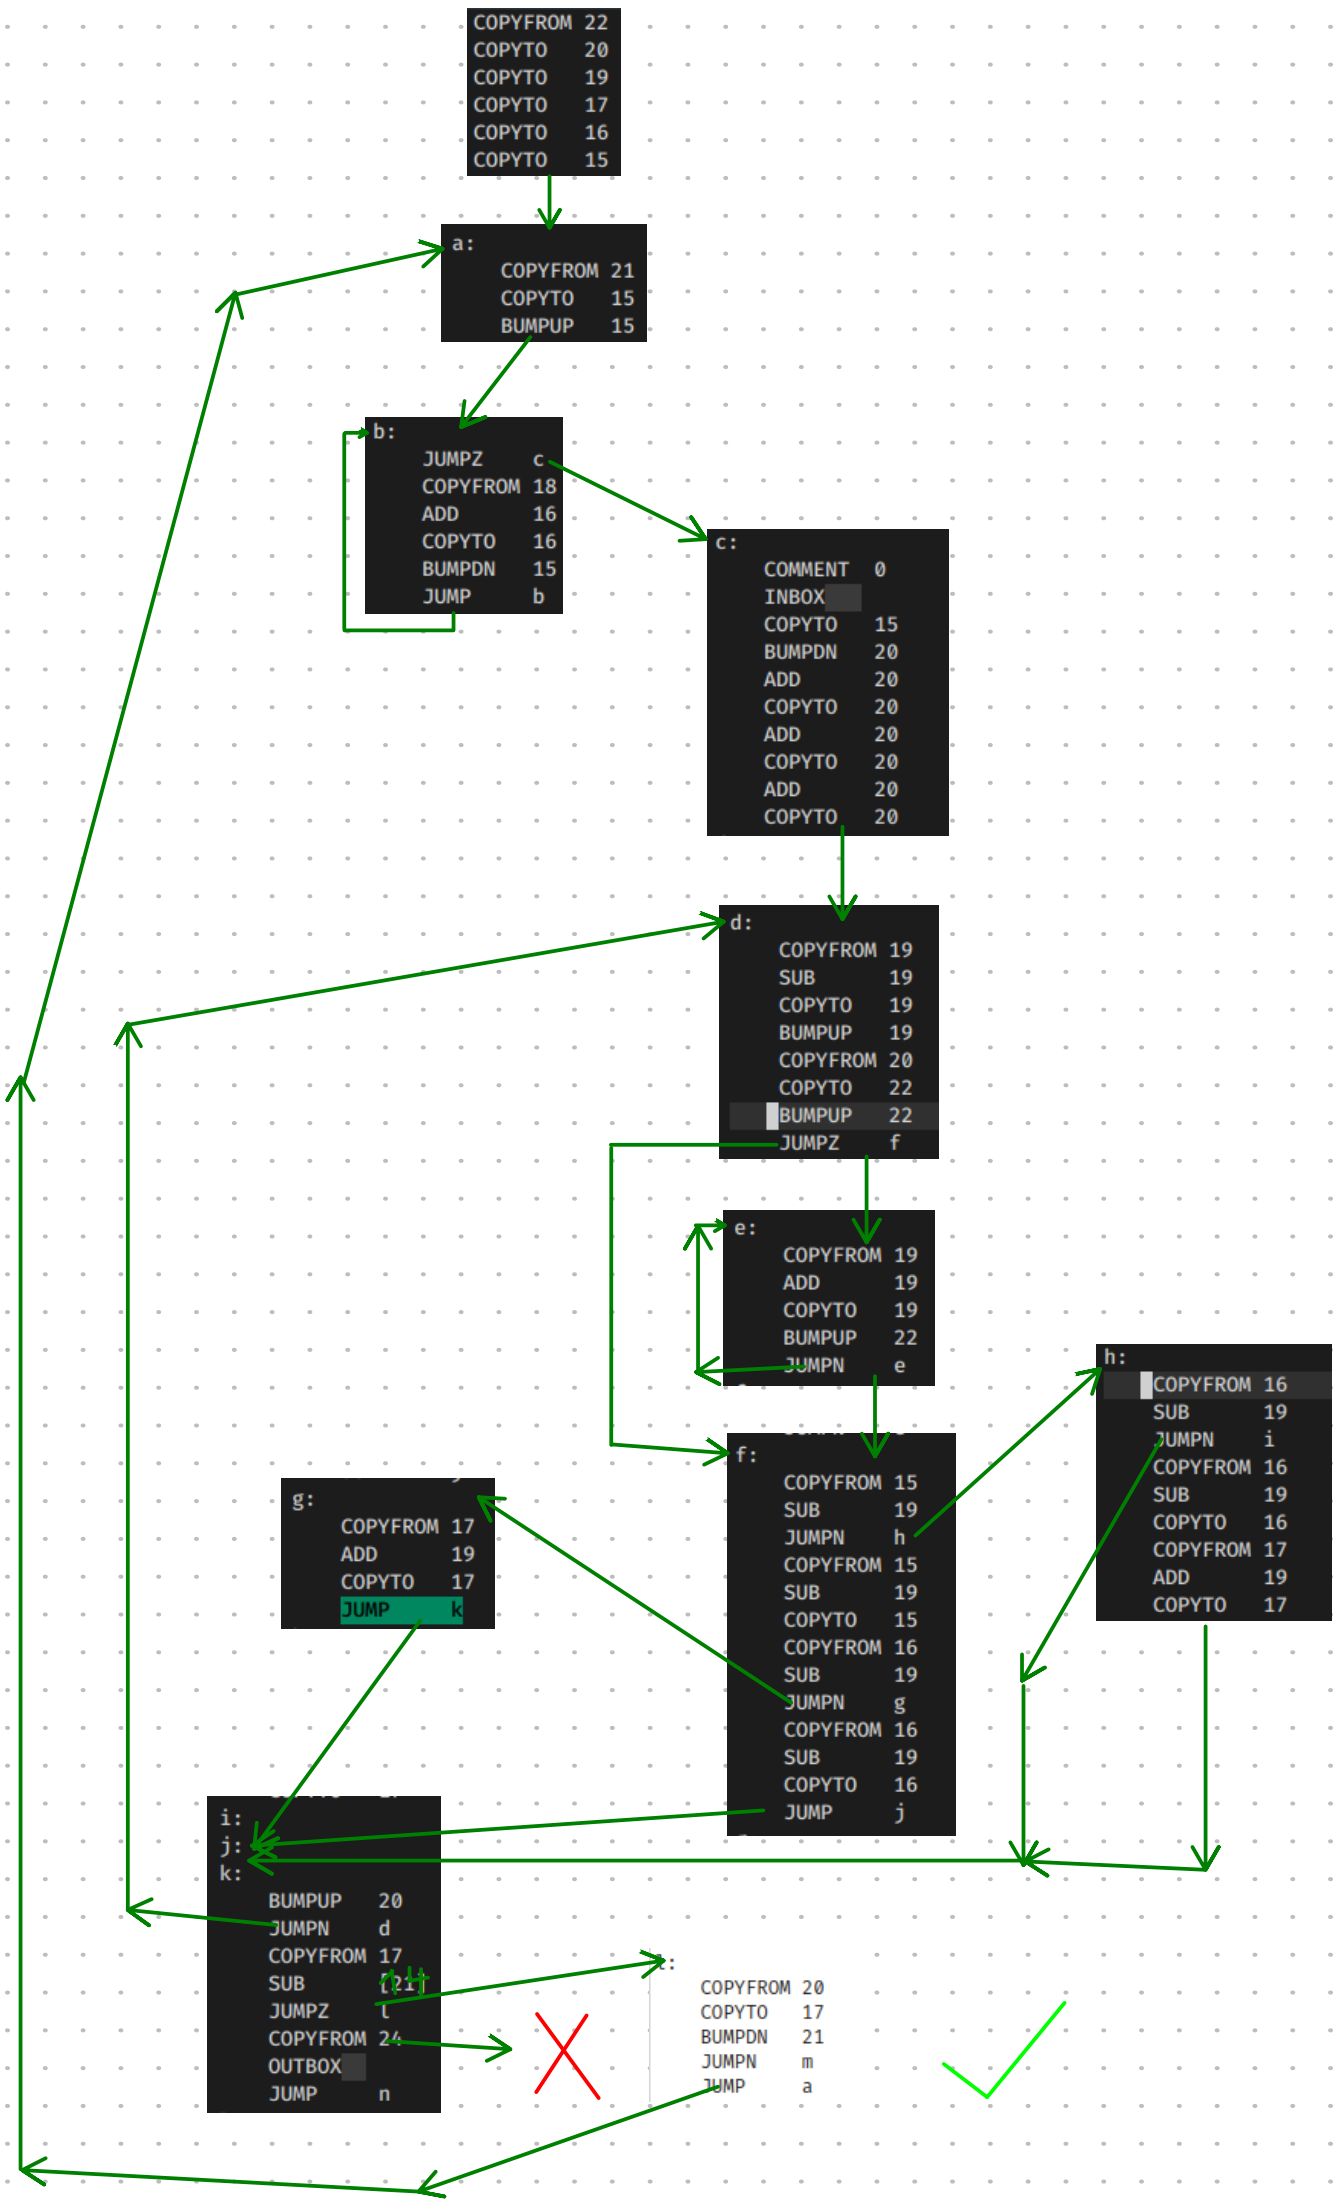 COPYFROM 22
COPYTO 20
COPYTO 19
COPYTO 17
COPYTO 16
COPYTO 15
a:
COPYFROM 21
COPYTO 15
BUMPUP 15
b:
JUMPZ c
COPYFROM 18
ADD 16
COPYTO 16
BUMPDN 15
JUMP b
c:
COMMENT 0
INBOX
COPYTO 15
BUMPDN 20
ADD 20
COPYTO 20
ADD 20
COPYTO 20
ADD 20
COPYTO 20
d:
COPYFROM 19
SUB 19
COPYTO 19
BUMPUP 19
COPYFROM 20
COPYTO 22
BUMPUP 22
JUMPZ f
e:
COPYFROM 19
ADD 19
COPYTO 19
BUMPUP 22
JUMPN e
f:
COPYFROM 15
SUB 19
JUMPN h
COPYFROM 15
SUB 19
COPYTO 15
COPYFROM 16
SUB 19
JUMPN g
COPYFROM 16
SUB 19
COPYTO 16
JUMP j
h:
COPYFROM 16
SUB 19
JUMPN i
COPYFROM 16
SUB 19
COPYTO 16
COPYFROM 17
ADD 19
COPYTO 17
g:
COPYFROM 17
ADD 19
COPYTO 17
JUMP k
i:
j:
k:
BUMPUP 20
JUMPN d
COPYFROM 17
SUB [21]
14
JUMPZ l
COPYFROM 24
OUTBOX
JUMP n
l:
COPYFROM 20
COPYTO 17
BUMPDN 21
JUMPN m
JUMP a